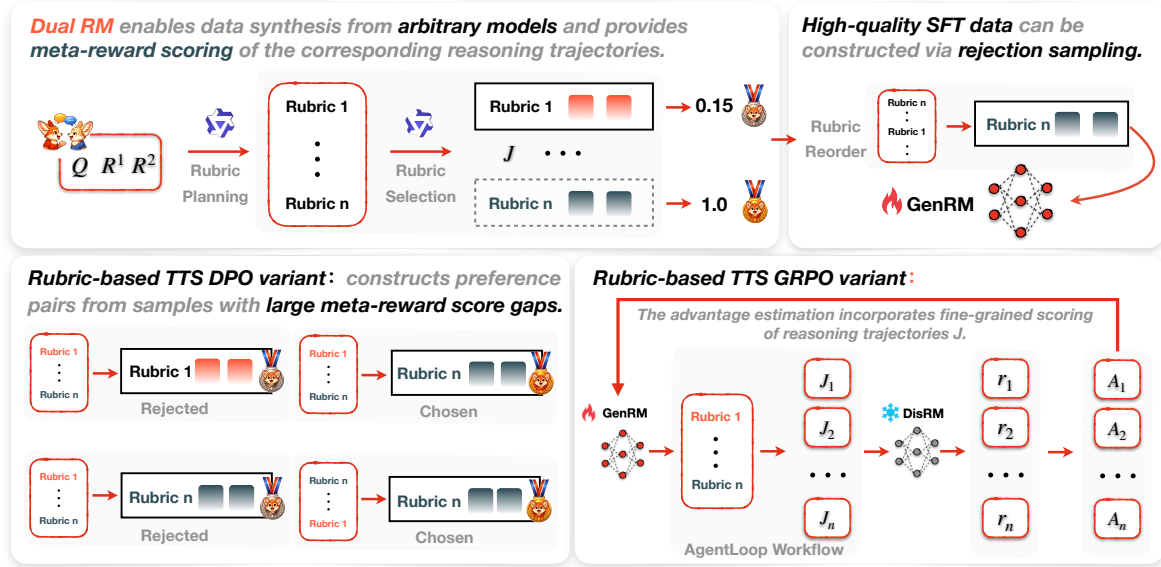 Dual RM enables data synthesis from arbitrary models and provides
meta-reward scoring of the corresponding reasoning trajectories.
Q R¹ R²
Rubric
Planning
Rubric 1
Rubric n
Rubric
Selection
Rubric 1
0.15
J
Rubric n
1.0
High-quality SFT data can be
constructed via rejection sampling.
Rubric
Reorder
Rubric n
Rubric 1
Rubric n
GenRM
Rubric-based TTS DPO variant: constructs preference
pairs from samples with large meta-reward score gaps.
Rubric 1
Rubric n
Rubric 1
Rejected
Rubric 1
Rubric n
Rubric n
Chosen
Rubric 1
Rubric n
Rubric n
Rejected
Rubric n
Rubric 1
Rubric n
Chosen
Rubric-based TTS GRPO variant:
The advantage estimation incorporates fine-grained scoring
of reasoning trajectories J.
GenRM
Rubric 1
Rubric n
J₁
J₂
Jₙ
AgentLoop Workflow
DisRM
r₁
r₂
rₙ
A₁
A₂
Aₙ